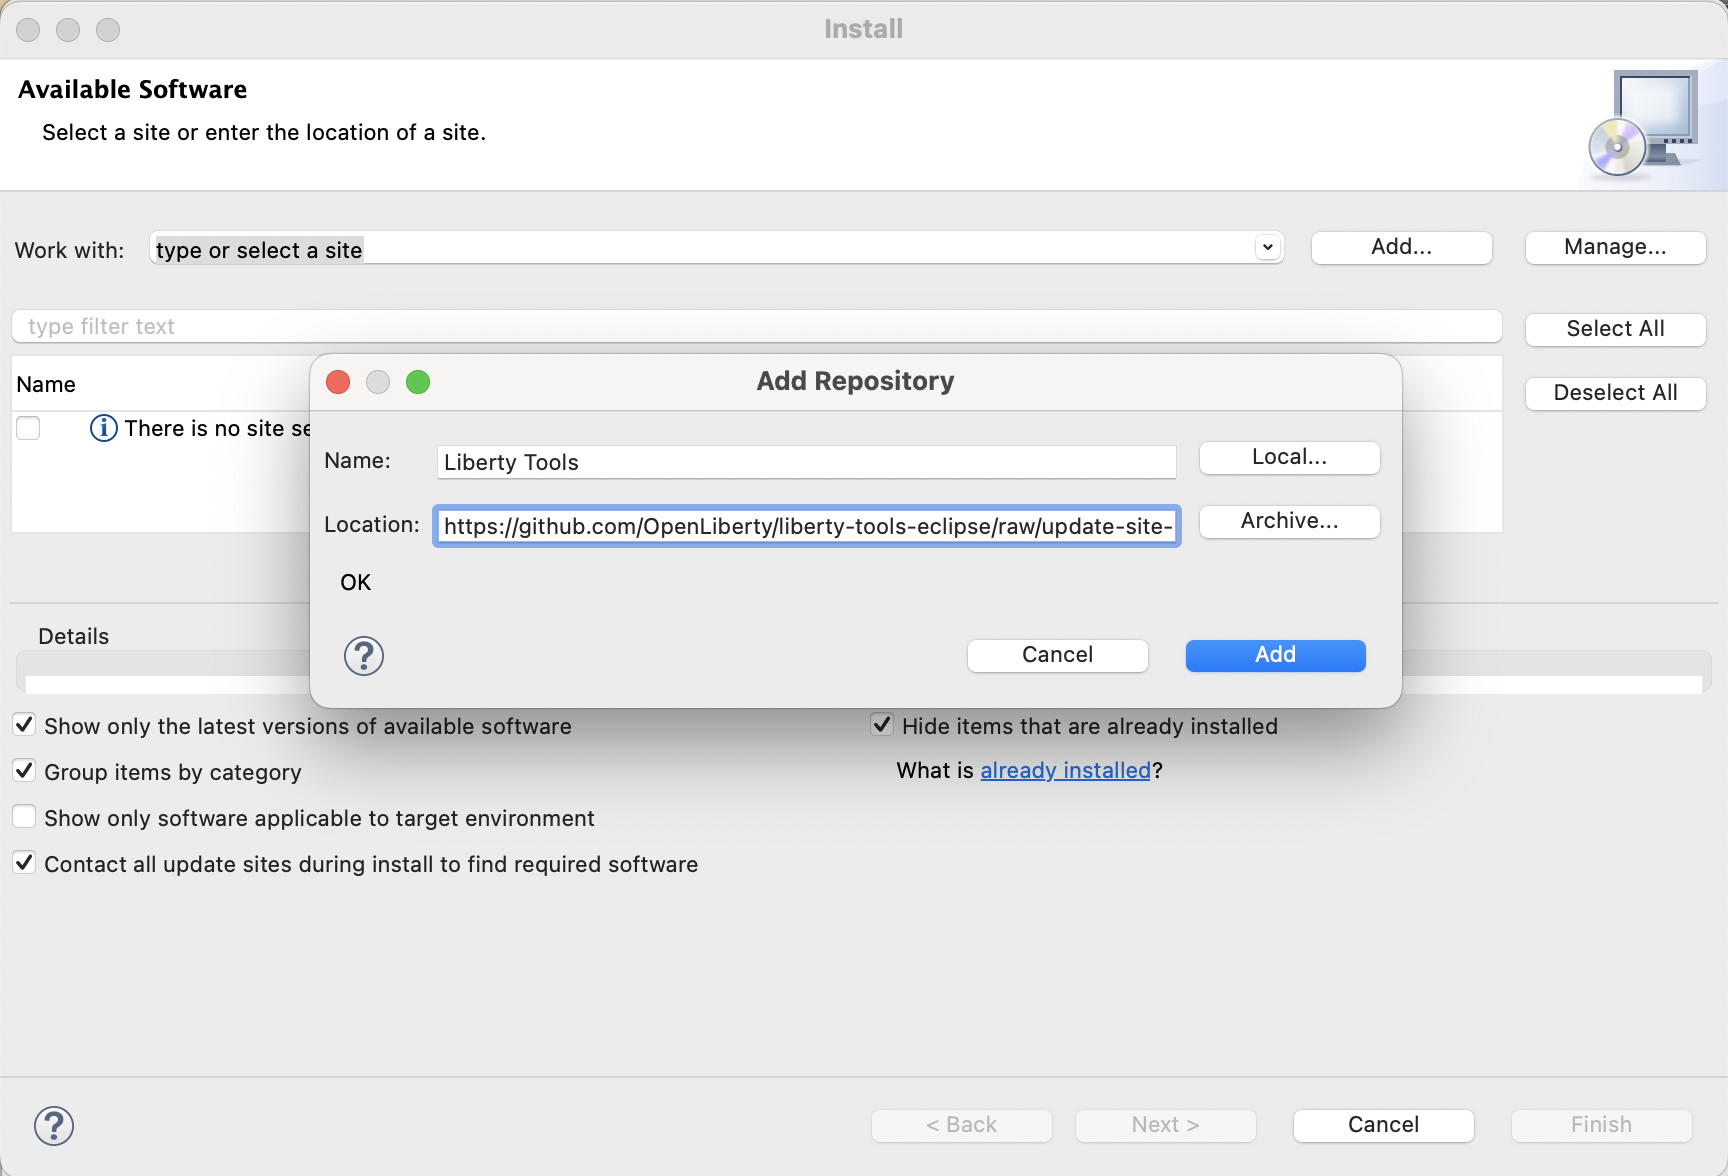 Install
Available Software
Select a site or enter the location of a site.
Work with: type or select a site Add... Manage...
type filter text Select All
Name Deselect All
There is no site se
Add Repository
Name: Liberty Tools Local...
Location: https://github.com/OpenLiberty/liberty-tools-eclipse/raw/update-site- Archive...
OK
? Cancel Add
Details
Show only the latest versions of available software Hide items that are already installed
Group items by category What is already installed?
Show only software applicable to target environment
Contact all update sites during install to find required software
? < Back Next > Cancel Finish